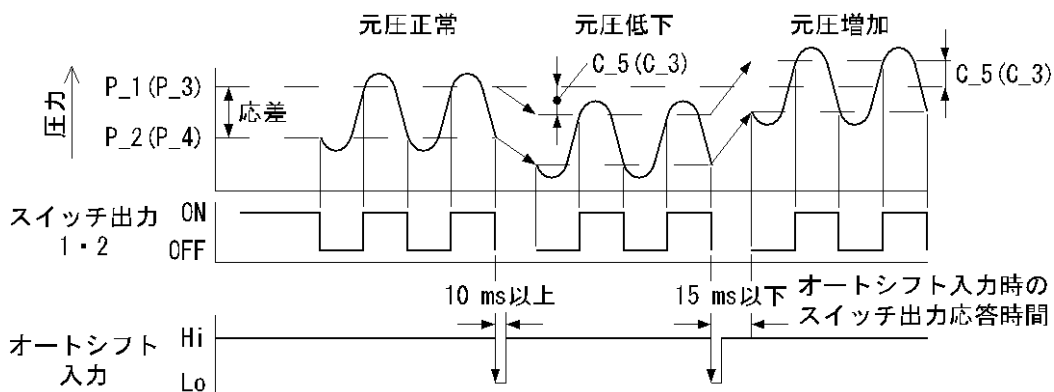 元圧正常
元圧低下
元圧増加
C_5(C_3)
C_5(C_3)
P_1(P_3)
応差
P_2(P_4)
圧力
スイッチ出力
1・2
ON
OFF
10 ms以上
15 ms以下
オートシフト入力時の
スイッチ出力応答時間
オートシフト
入力
Hi
Lo